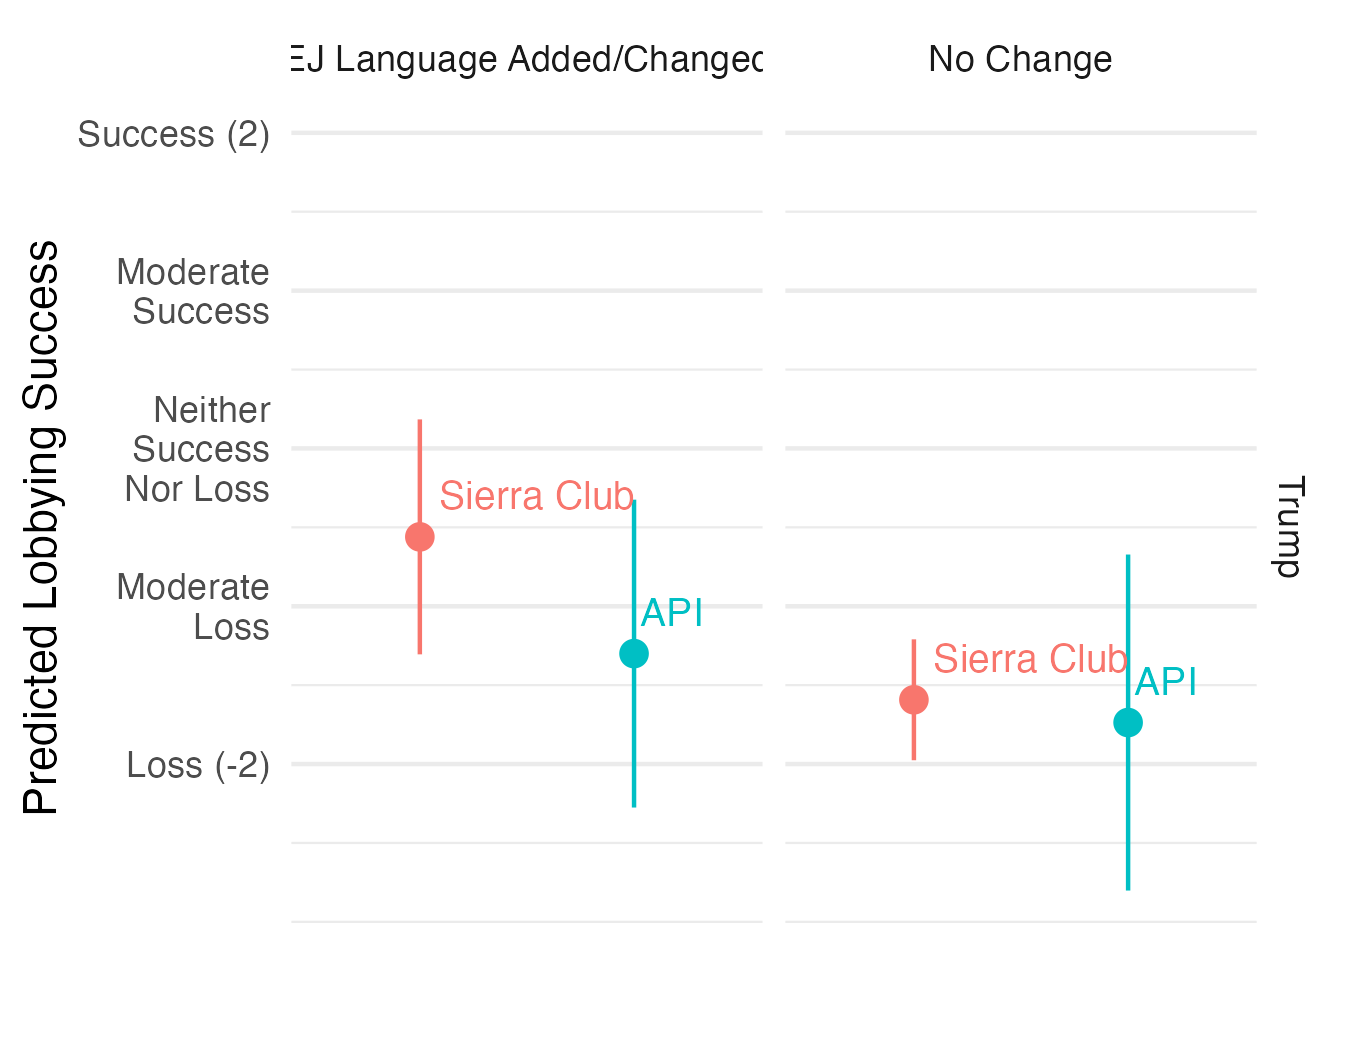 EJ Language Added/Changed
No Change
Success (2)
Moderate
Success
Neither
Success
Nor Loss
Moderate
Loss
Loss (-2)
Predicted Lobbying Success
Sierra Club
API
Sierra Club
API
Trump